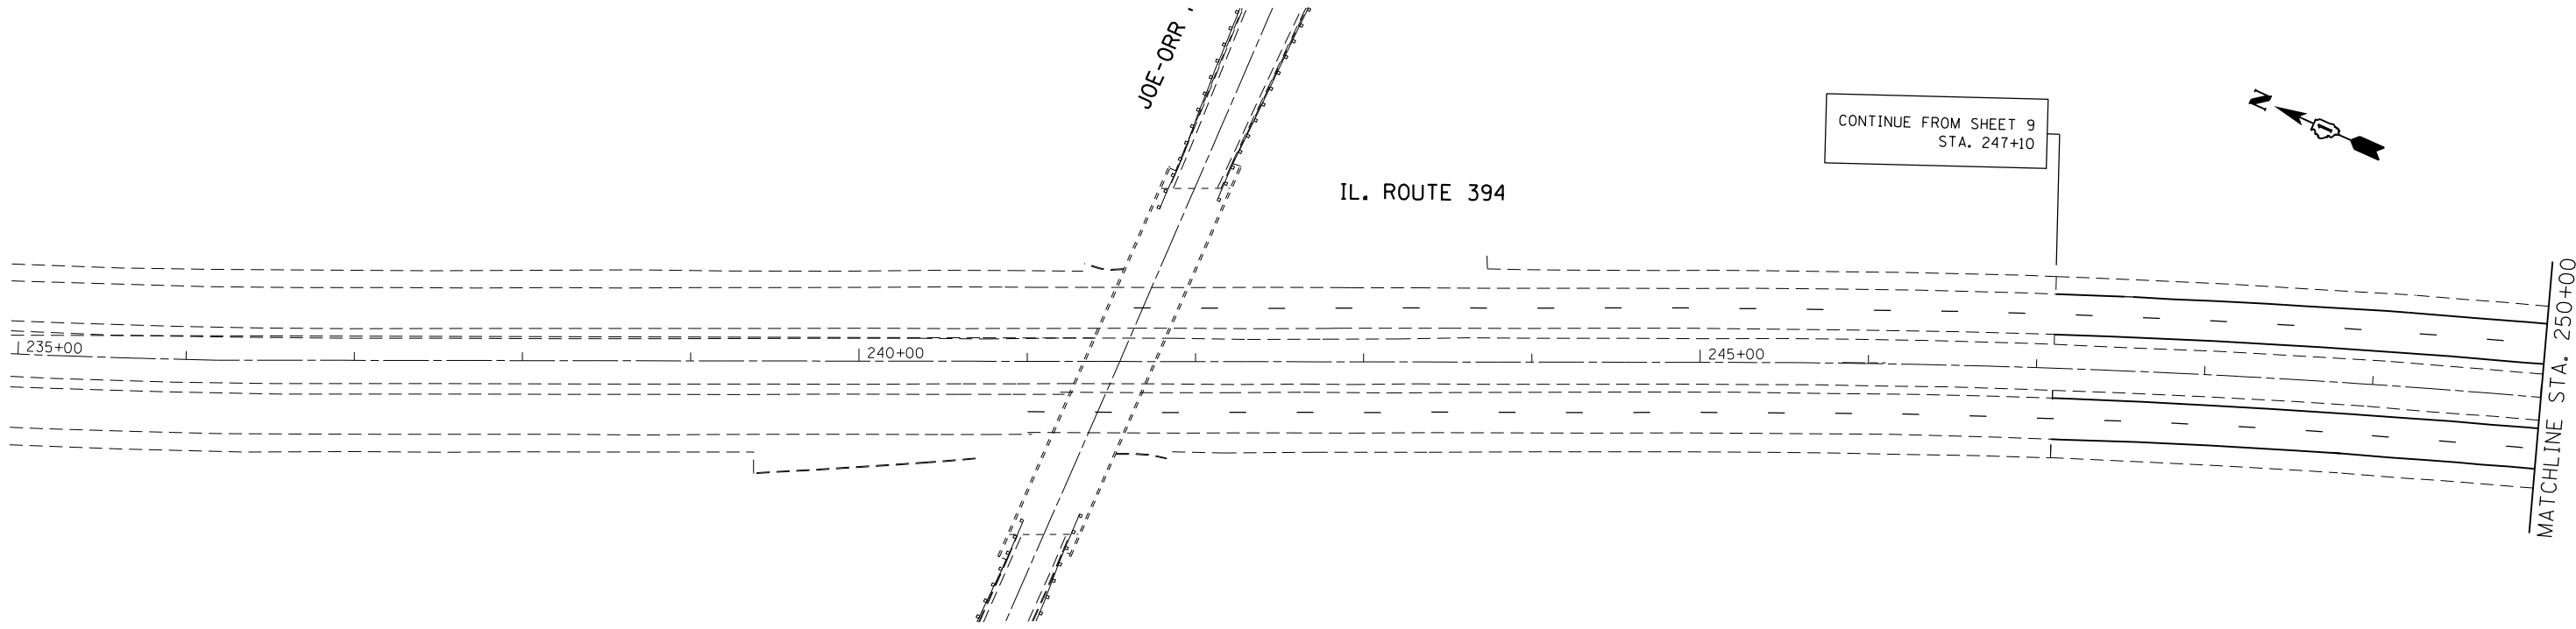 JOE-ORR
CONTINUE FROM SHEET 9
STA. 247+10
N
IL. ROUTE 394
235+00
240+00
245+00
MATCHLINE STA. 250+00